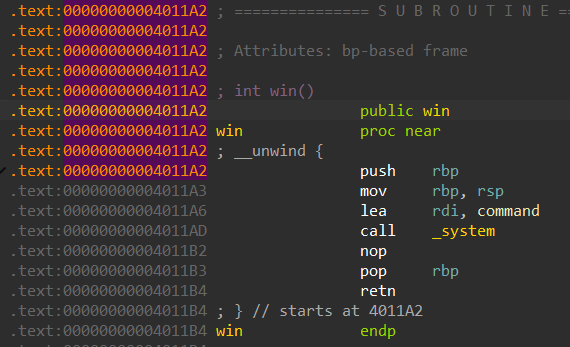 .text:00000000004011A2 ; =============== S U B R O U T I N E ==
.text:00000000004011A2
.text:00000000004011A2 ; Attributes: bp-based frame
.text:00000000004011A2
.text:00000000004011A2 ; int win()
.text:00000000004011A2 public win
.text:00000000004011A2 win proc near
.text:00000000004011A2 ; __unwind {
.text:00000000004011A2 push rbp
.text:00000000004011A3 mov rbp, rsp
.text:00000000004011A6 lea rdi, command
.text:00000000004011AD call _system
.text:00000000004011B2 nop
.text:00000000004011B3 pop rbp
.text:00000000004011B4 retn
.text:00000000004011B4 ; } // starts at 4011A2
.text:00000000004011B4 win endp